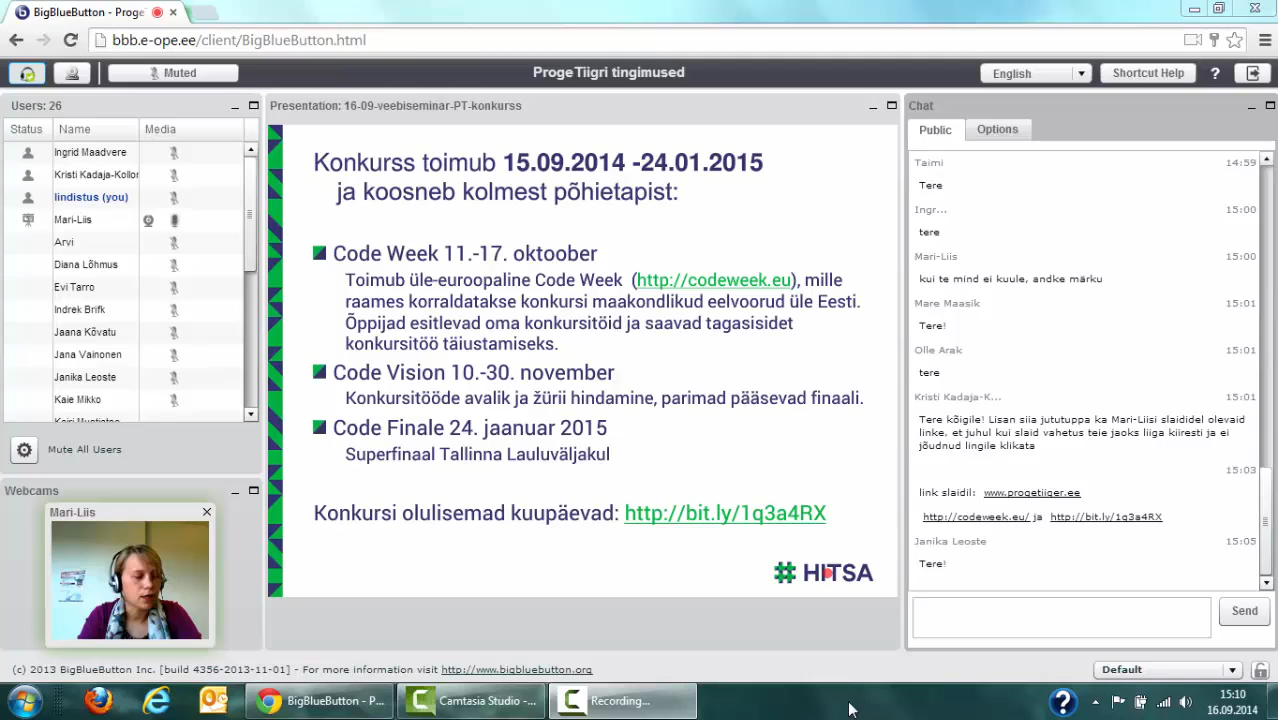 BigBlueButton - Proge
bbb.e-ope.ee/client/BigBlueButton.html
Muted
ProgeTiigri tingimused
English
Shortcut Help
?
Users: 26
Status Name Media
Ingrid Maadvere
Kristi Kadaja-Kollor
lindistus (you)
Mari-Liis
Arvi
Diana Lõhmus
Evi Tarro
Indrek Brifk
Jaana Kõvatu
Jana Vainonen
Janika Leoste
Kaie Mikko
Mute All Users
Webcams
Mari-Liis
Presentation: 16-09-veebiseminar-PT-konkurss
Konkurss toimub 15.09.2014 -24.01.2015
ja koosneb kolmest põhietapist:
Code Week 11.-17. oktoober
Toimub üle-euroopaline Code Week (http://codeweek.eu), mille
raames korraldatakse konkursi maakondlikud eelvoorud üle Eesti.
Õppijad esitlevad oma konkursitöid ja saavad tagasisidet
konkursitöö täiustamiseks.
Code Vision 10.-30. november
Konkursitööde avalik ja žürii hindamine, parimad pääsevad finaali.
Code Finale 24. jaanuar 2015
Superfinaal Tallinna Lauluväljakul
Konkursi olulisemad kuupäevad: http://bit.ly/1q3a4RX
HITSA
Chat
Public Options
Taimi 14:59
Tere
Ingr... 15:00
tere
Mari-Liis 15:00
kui te mind ei kuule, andke märku
Mare Maasik 15:01
Tere!
Olle Arak 15:01
tere
Kristi Kadaja-K... 15:01
Tere kõigile! Lisan siia jututuppa ka Mari-Liisi slaididel olevaid
linke, et juhul kui slaid vahetus teie jaoks liiga kiiresti ja ei
jõudnud lingile klikata
15:03
link slaidil: www.progetiiger.ee
http://codeweek.eu/ ja http://bit.ly/1q3a4RX
Janika Leoste 15:05
Tere!
Send
(c) 2013 BigBlueButton Inc. [build 4356-2013-11-01] - For more information visit http://www.bigbluebutton.org
Default
BigBlueButton - P...
Camtasia Studio -...
Recording...
?
15:10
16.09.2014